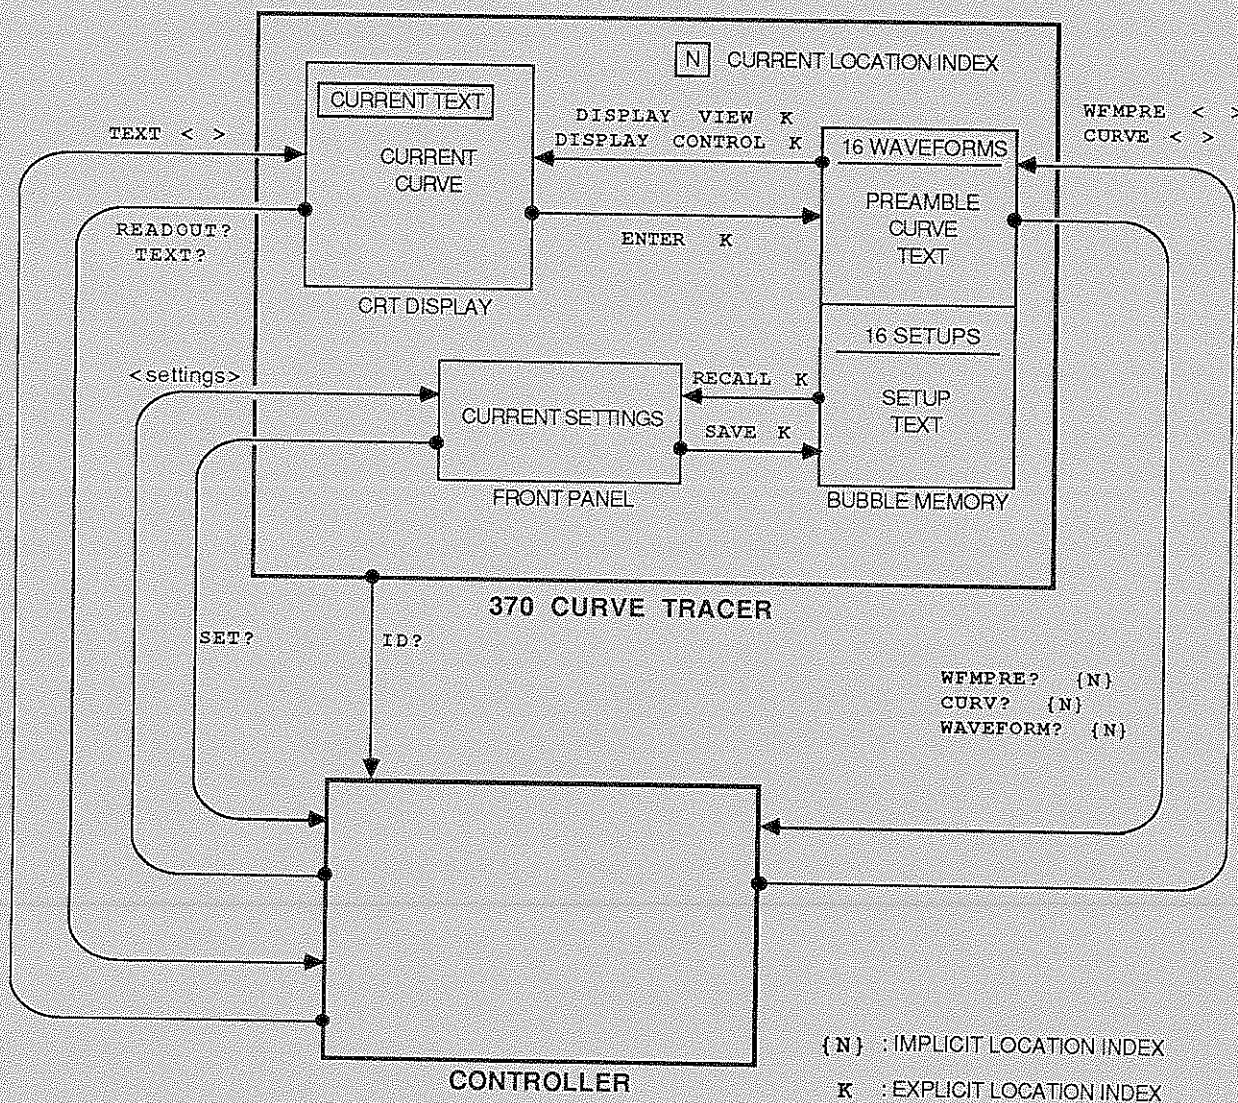 N CURRENT LOCATION INDEX
CURRENT TEXT
CURRENT
CURVE
CRT DISPLAY
TEXT < >
READOUT?
TEXT?
DISPLAY VIEW K
DISPLAY CONTROL K
ENTER K
16 WAVEFORMS
PREAMBLE
CURVE
TEXT
WFMPRE < >
CURVE < >
16 SETUPS
SETUP
TEXT
BUBBLE MEMORY
<settings>
CURRENT SETTINGS
FRONT PANEL
RECALL K
SAVE K
370 CURVE TRACER
SET?
ID?
WFMPRE? {N}
CURV? {N}
WAVEFORM? {N}
CONTROLLER
{N} : IMPLICIT LOCATION INDEX
K : EXPLICIT LOCATION INDEX